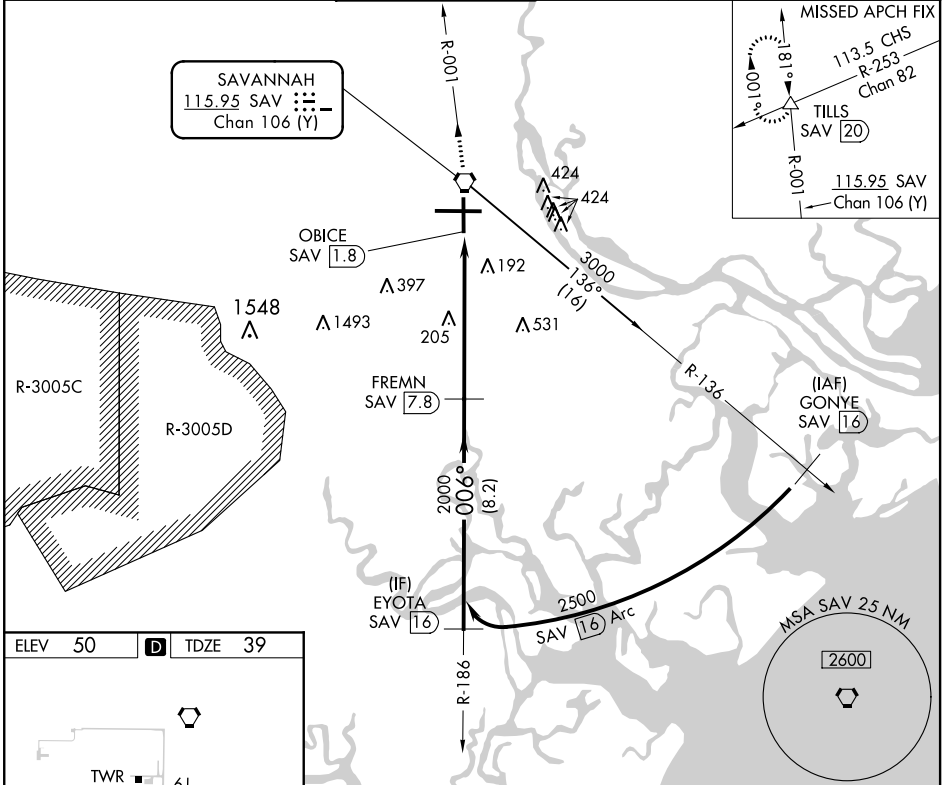 MISSED APCH FIX
113.5 CHS
R-253
Chan 82
181°
001°
TILLS
SAV 20
R-001
115.95 SAV
Chan 106 (Y)
R-001
SAVANNAH
115.95 SAV
Chan 106 (Y)
424
424
OBICE
SAV 1.8
192
397
3000
136°
(16)
1548
1493
205
531
R-3005C
R-3005D
FREMN
SAV 7.8
R-136
(IAF)
GONYE
SAV 16
2000
006°
(8.2)
(IF)
EYOTA
SAV 16
2500
SAV 16 Arc
R-186
MSA SAV 25 NM
2600
ELEV 50 D TDZE 39
TWR